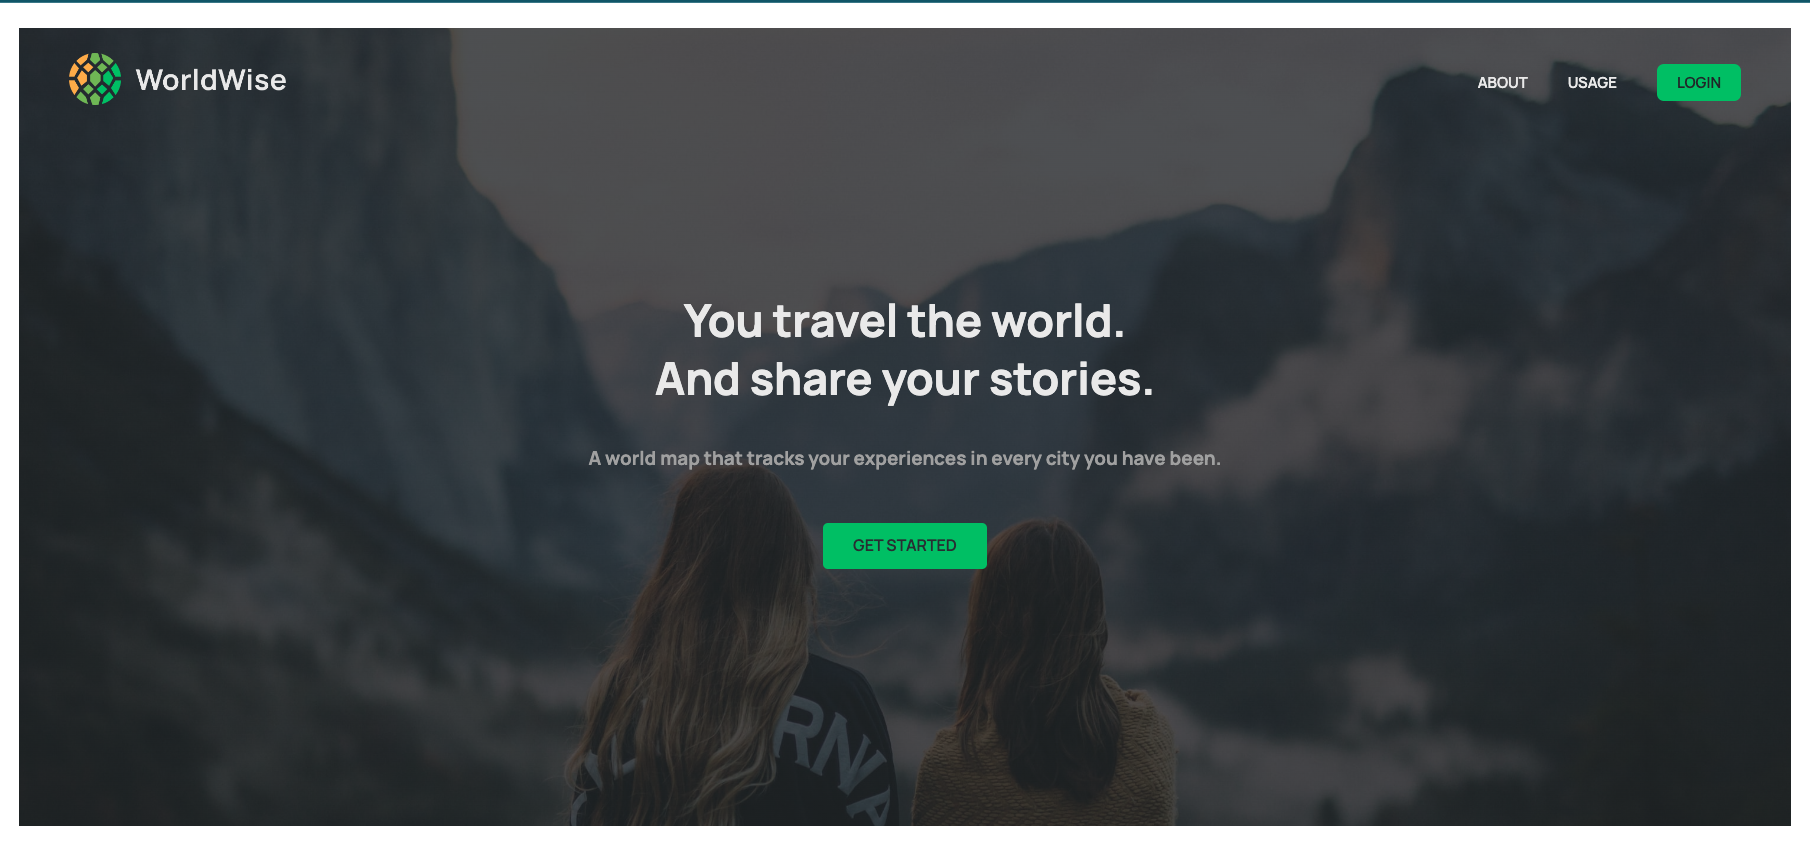 WorldWise
ABOUT
USAGE
LOGIN
You travel the world.
And share your stories.
A world map that tracks your experiences in every city you have been.
GET STARTED
RNA